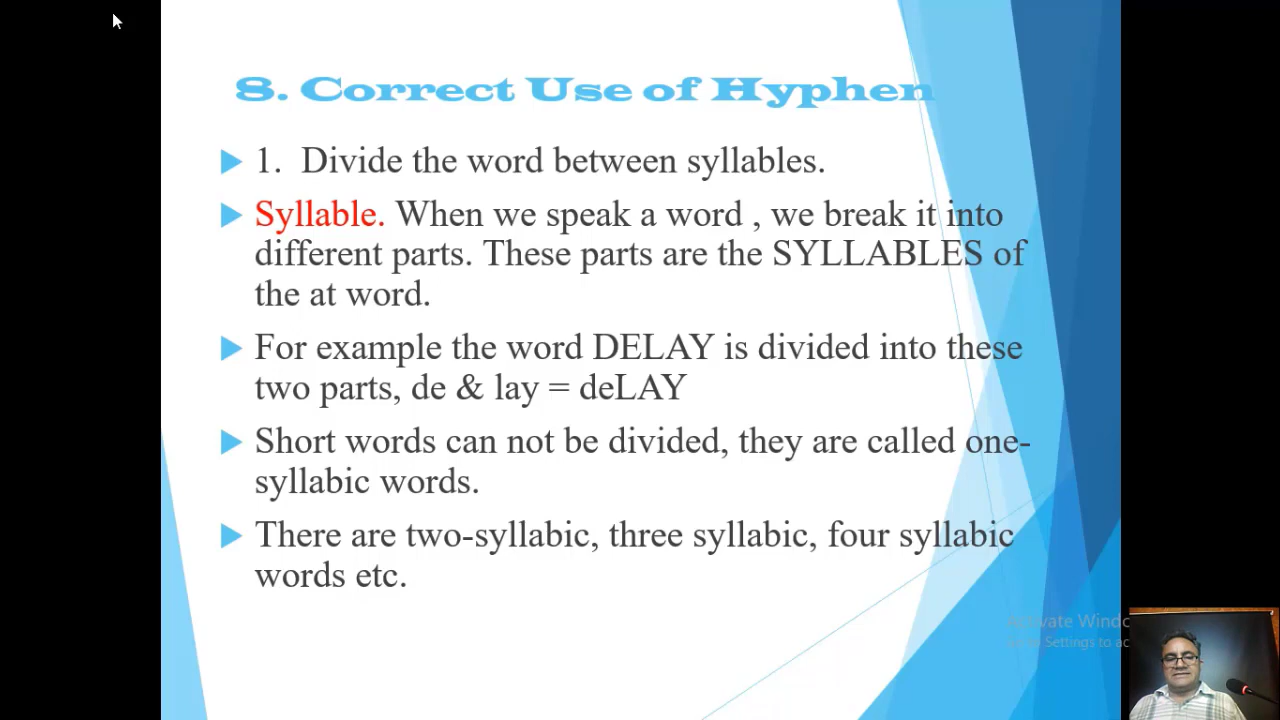 8. Correct Use of Hyphen
1. Divide the word between syllables.
Syllable. When we speak a word , we break it into
different parts. These parts are the SYLLABLES of
the at word.
For example the word DELAY is divided into these
two parts, de & lay = deLAY
Short words can not be divided, they are called one-
syllabic words.
There are two-syllabic, three syllabic, four syllabic
words etc.
Settings to